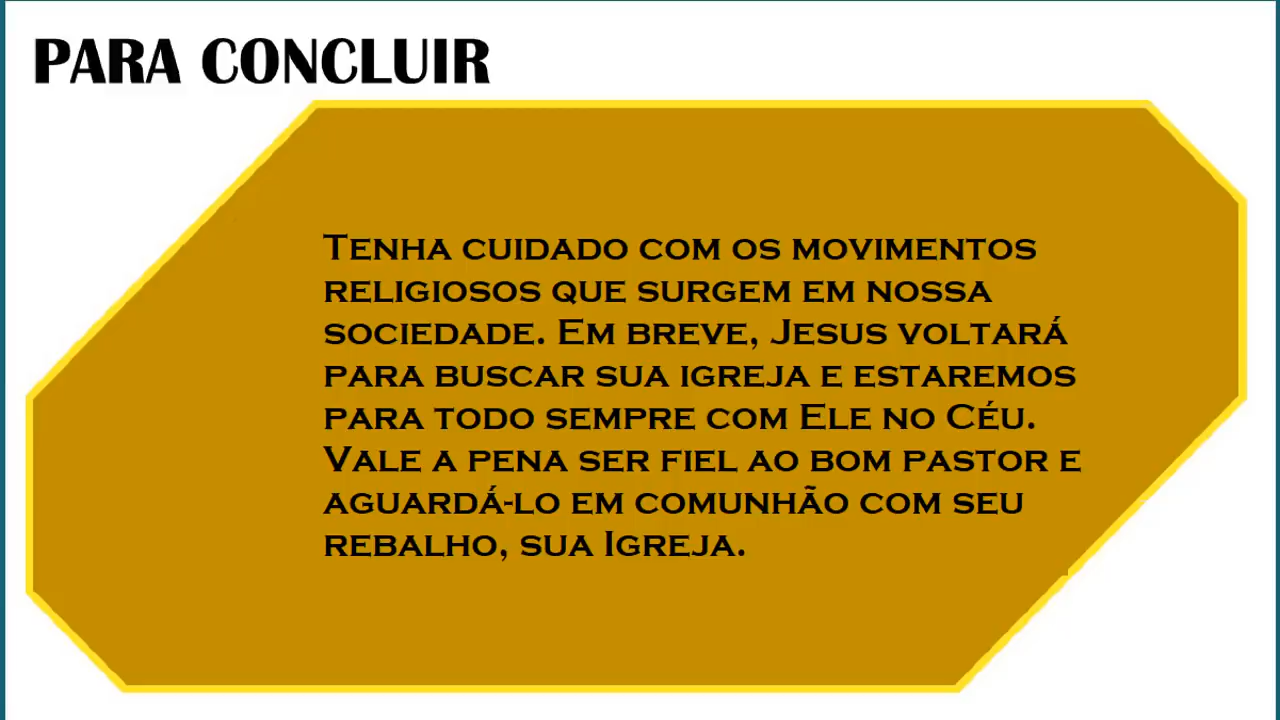 PARA CONCLUIR
Tenha cuidado com os movimentos
religiosos que surgem em nossa
sociedade. Em breve, Jesus voltará
para buscar sua igreja e estaremos
para todo sempre com Ele no Céu.
Vale a pena ser fiel ao bom pastor e
aguardá-lo em comunhão com seu
rebalho, sua Igreja.